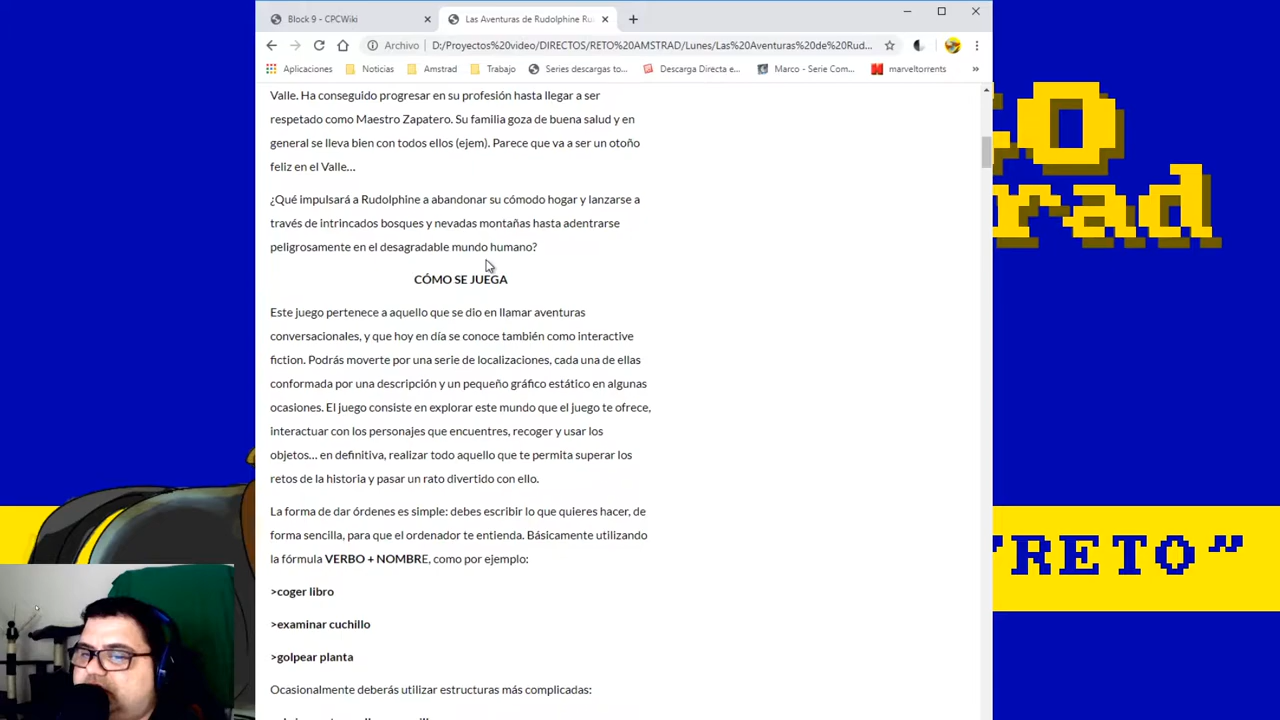 Block 9 - CPCWiki
Las Aventuras de Rudolphine Ru
Archivo
D:/Proyectos%20video/DIRECTOS/RETO%20AMSTRAD/Lunes/Las%20Aventuras%20de%20Rud...
Aplicaciones
Noticias
Amstrad
Trabajo
Series descargas to...
Descarga Directa e...
Marco - Serie Com...
marveltorrents
»
Valle. Ha conseguido progresar en su profesión hasta llegar a ser
respetado como Maestro Zapatero. Su familia goza de buena salud y en
general se lleva bien con todos ellos (ejem). Parece que va a ser un otoño
feliz en el Valle…
¿Qué impulsará a Rudolphine a abandonar su cómodo hogar y lanzarse a
través de intrincados bosques y nevadas montañas hasta adentrarse
peligrosamente en el desagradable mundo humano?
CÓMO SE JUEGA
Este juego pertenece a aquello que se dio en llamar aventuras
conversacionales, y que hoy en día se conoce también como interactive
fiction. Podrás moverte por una serie de localizaciones, cada una de ellas
conformada por una descripción y un pequeño gráfico estático en algunas
ocasiones. El juego consiste en explorar este mundo que el juego te ofrece,
interactuar con los personajes que encuentres, recoger y usar los
objetos… en definitiva, realizar todo aquello que te permita superar los
retos de la historia y pasar un rato divertido con ello.
La forma de dar órdenes es simple: debes escribir lo que quieres hacer, de
forma sencilla, para que el ordenador te entienda. Básicamente utilizando
la fórmula VERBO + NOMBRE, como por ejemplo:
>coger libro
>examinar cuchillo
>golpear planta
Ocasionalmente deberás utilizar estructuras más complicadas:
"RETO"